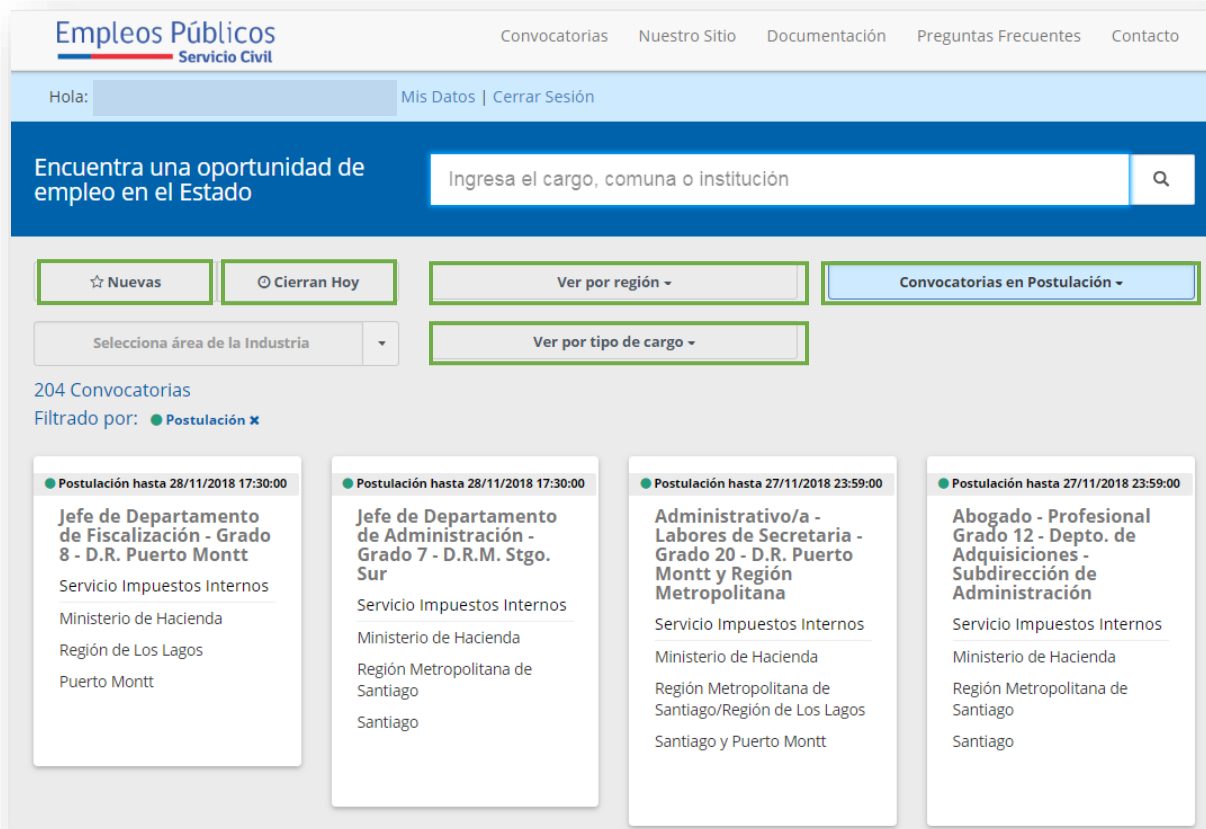 Empleos Públicos
Servicio Civil
Convocatorias Nuestro Sitio Documentación Preguntas Frecuentes Contacto
Hola: Mis Datos | Cerrar Sesión
Encuentra una oportunidad de
empleo en el Estado
Ingresa el cargo, comuna o institución
Nuevas
Cierran Hoy
Ver por región
Convocatorias en Postulación
Selecciona área de la Industria
Ver por tipo de cargo
204 Convocatorias
Filtrado por: Postulación
Postulación hasta 28/11/2018 17:30:00
Jefe de Departamento
de Fiscalización - Grado
8 - D.R. Puerto Montt
Servicio Impuestos Internos
Ministerio de Hacienda
Región de Los Lagos
Puerto Montt
Postulación hasta 28/11/2018 17:30:00
Jefe de Departamento
de Administración -
Grado 7 - D.R.M. Stgo.
Sur
Servicio Impuestos Internos
Ministerio de Hacienda
Región Metropolitana de
Santiago
Santiago
Postulación hasta 27/11/2018 23:59:00
Administrativo/a -
Labores de Secretaria -
Grado 20 - D.R. Puerto
Montt y Región
Metropolitana
Servicio Impuestos Internos
Ministerio de Hacienda
Región Metropolitana de
Santiago/Región de Los Lagos
Santiago y Puerto Montt
Postulación hasta 27/11/2018 23:59:00
Abogado - Profesional
Grado 12 - Depto. de
Adquisiciones -
Subdirección de
Administración
Servicio Impuestos Internos
Ministerio de Hacienda
Región Metropolitana de
Santiago
Santiago